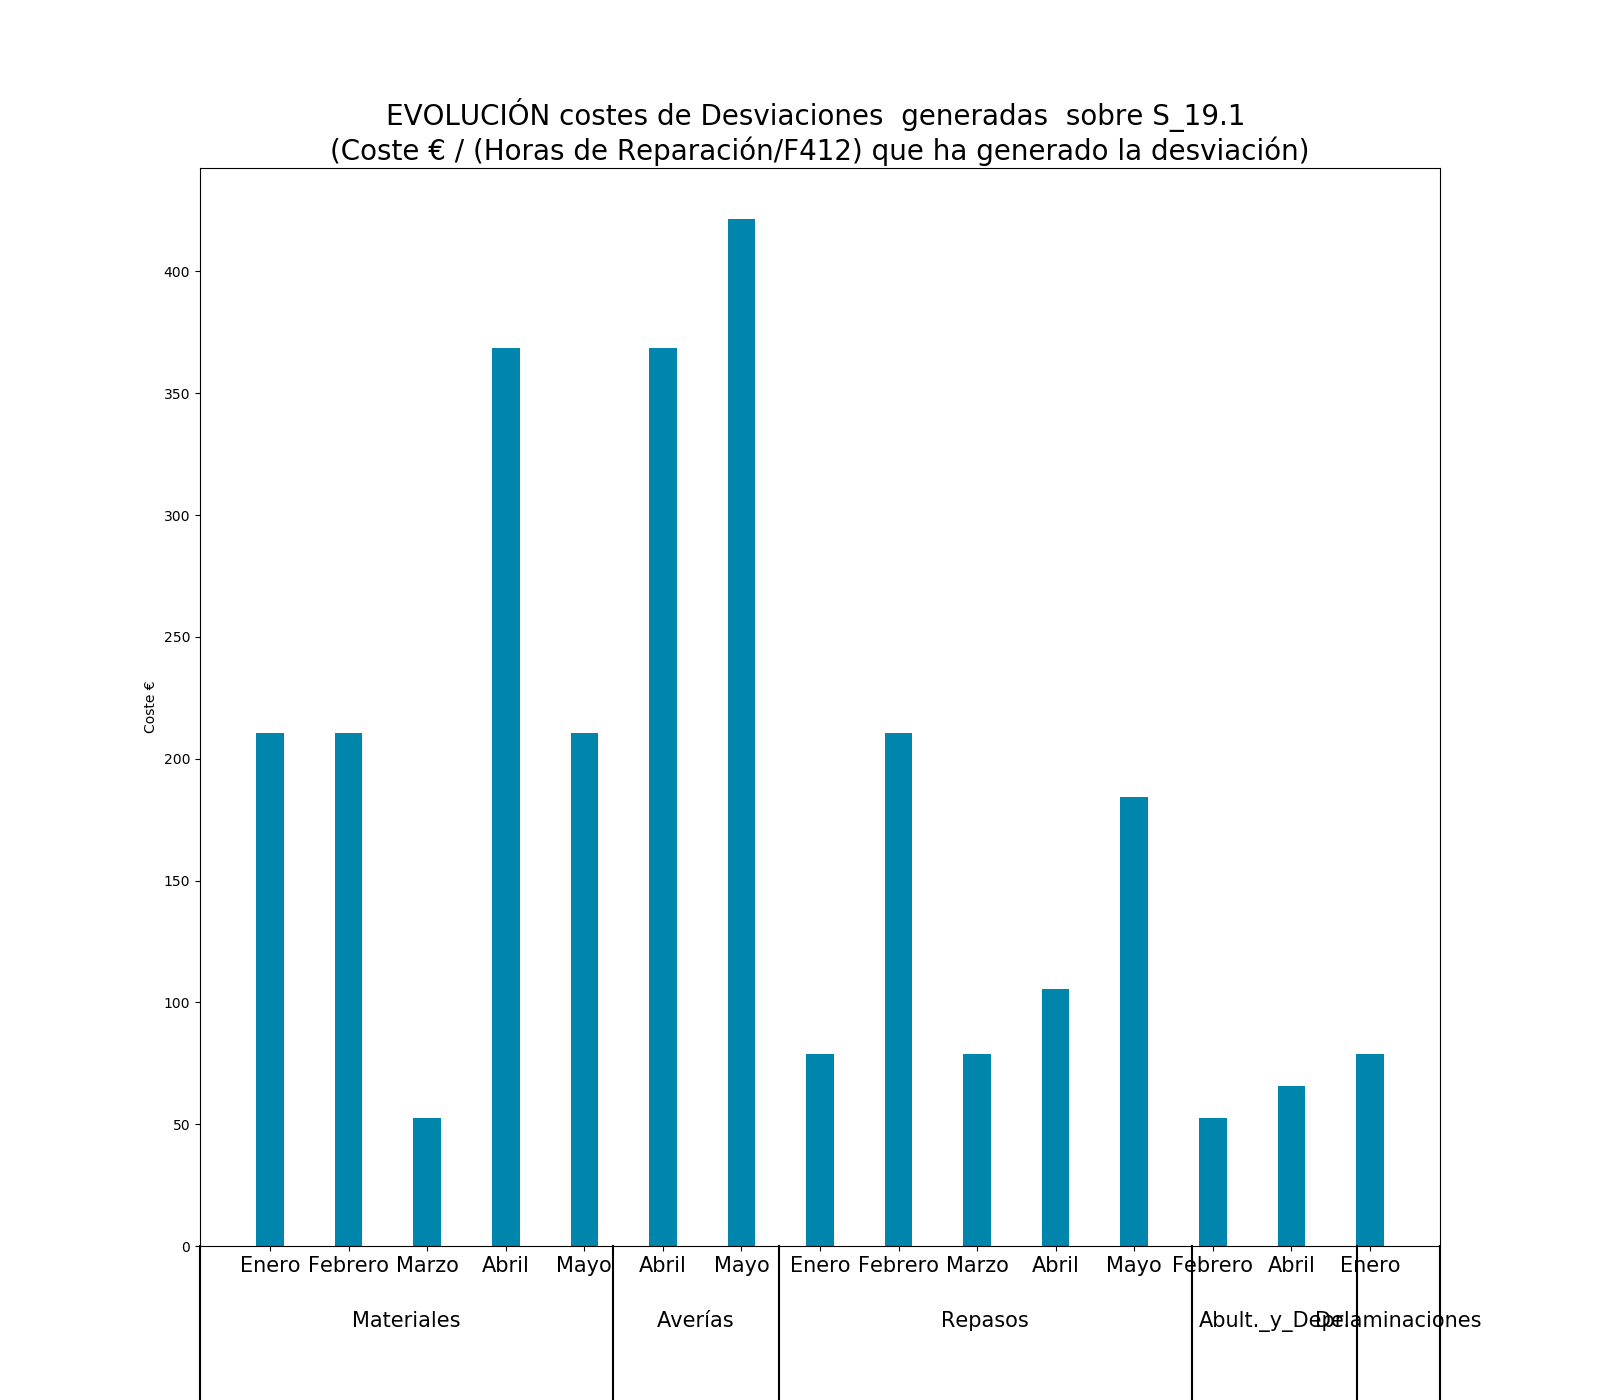 EVOLUCIÓN costes de Desviaciones  generadas  sobre S_19.1
(Coste € / (Horas de Reparación/F412) que ha generado la desviación)
400
350
300
250
200
150
100
50
0
Coste €
Enero Febrero Marzo Abril Mayo Abril Mayo Enero Febrero Marzo Abril Mayo Febrero Abril Enero
Materiales Averías Repasos Abult._y_Depr. Delaminaciones